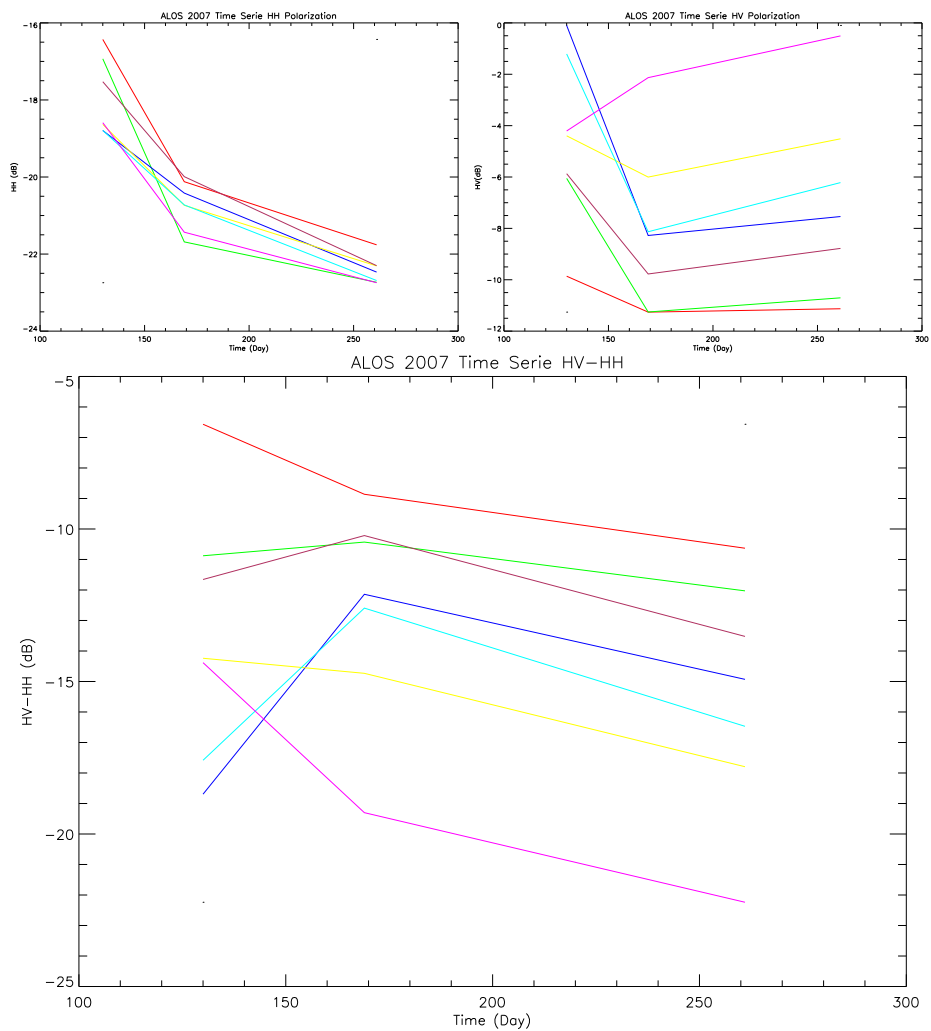 ALOS 2007 Time Serie HH Polarization
-16
-18
-20
-22
-24
HH (dB)
100 150 200 250 300
Time (Day)
ALOS 2007 Time Serie HV Polarization
0
-2
-4
-6
-8
-10
-12
HV(dB)
100 150 200 250 300
Time (Day)
ALOS 2007 Time Serie HV-HH
-5
-10
-15
-20
-25
HV-HH (dB)
100 150 200 250 300
Time (Day)